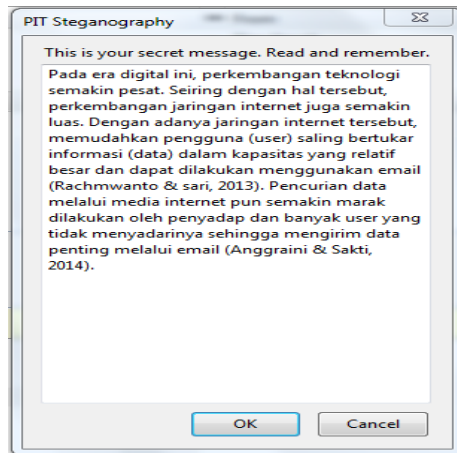 PIT Steganography
This is your secret message. Read and remember.
Pada era digital ini, perkembangan teknologi
semakin pesat. Seiring dengan hal tersebut,
perkembangan jaringan internet juga semakin
luas. Dengan adanya jaringan internet tersebut,
memudahkan pengguna (user) saling bertukar
informasi (data) dalam kapasitas yang relatif
besar dan dapat dilakukan menggunakan email
(Rachmwanto & sari, 2013). Pencurian data
melalui media internet pun semakin marak
dilakukan oleh penyadap dan banyak user yang
tidak menyadarinya sehingga mengirim data
penting melalui email (Anggraini & Sakti,
2014).
OK
Cancel